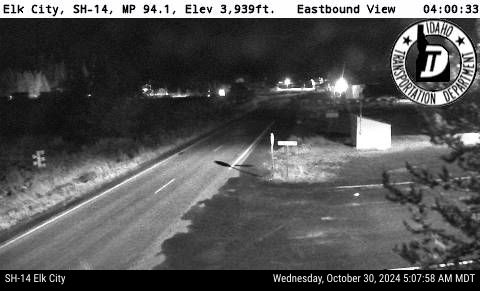 Elk City, SH-14, MP 94.1, Elev 3,939ft. Eastbound View 04:00:33
IDAHO
TRANSPORTATION DEPARTMENT
SH-14 Elk City Wednesday, October 30, 2024 5:07:58 AM MDT